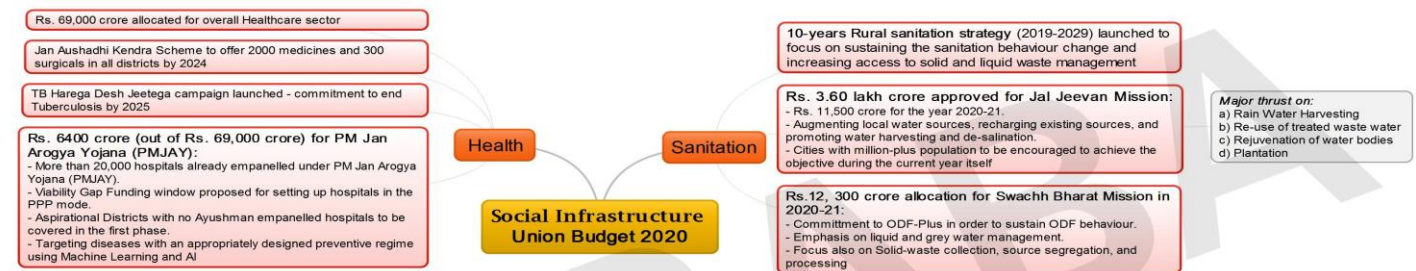 Rs. 69,000 crore allocated for overall Healthcare sector
Jan Aushadhi Kendra Scheme to offer 2000 medicines and 300
surgicals in all districts by 2024
TB Harega Desh Jeetega campaign launched - commitment to end
Tuberculosis by 2025
Rs. 6400 crore (out of Rs. 69,000 crore) for PM Jan
Arogya Yojana (PMJAY):
- More than 20,000 hospitals already empanelled under PM Jan Arogya
Yojana (PMJAY).
- Viability Gap Funding window proposed for setting up hospitals in the
PPP mode.
- Aspirational Districts with no Ayushman empanelled hospitals to be
covered in the first phase.
- Targeting diseases with an appropriately designed preventive regime
using Machine Learning and AI
Health
Social Infrastructure
Union Budget 2020
Sanitation
10-years Rural sanitation strategy (2019-2029) launched to
focus on sustaining the sanitation behaviour change and
increasing access to solid and liquid waste management
Rs. 3.60 lakh crore approved for Jal Jeevan Mission:
- Rs. 11,500 crore for the year 2020-21.
- Augmenting local water sources, recharging existing sources, and
promoting water harvesting and de-salination.
- Cities with million-plus population to be encouraged to achieve the
objective during the current year itself
Major thrust on:
a) Rain Water Harvesting
b) Re-use of treated waste water
c) Rejuvenation of water bodies
d) Plantation
Rs.12, 300 crore allocation for Swachh Bharat Mission in
2020-21:
- Commitment to ODF-Plus in order to sustain ODF behaviour.
- Emphasis on liquid and grey water management.
- Focus also on Solid-waste collection, source segregation, and
processing